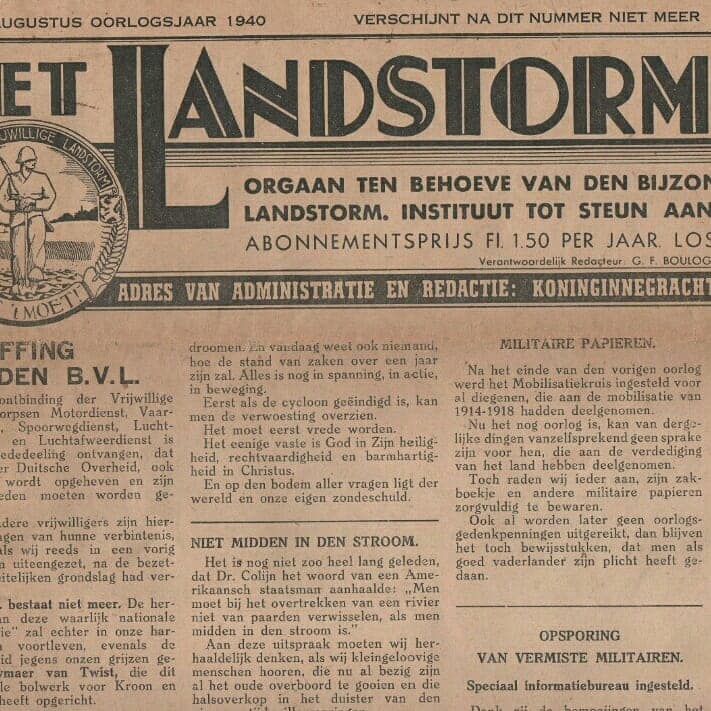 AUGUSTUS OORLOGSJAAR 1940
VERSCHIJNT NA DIT NUMMER NIET MEER
ET LANDSTORM
IJWILLIGE LANDSTORM
'T MOET!
ORGAAN TEN BEHOEVE VAN DEN BIJZON
LANDSTORM. INSTITUUT TOT STEUN AAN
ABONNEMENTSPRIJS Fl. 1.50 PER JAAR. LOS
Verantwoordelijk Redacteur: G. F. BOULOG
ADRES VAN ADMINISTRATIE EN REDACTIE: KONINGINNEGRACHT
FFING
DEN B.V.L.
ontbinding der Vrijwillige
orpsen Motordienst, Vaar-
, Spoorwegdienst, Lucht-
en Luchtafweerdienst is
ededeeling ontvangen, dat
er Duitsche Overheid, ook
wordt opgeheven en zijn
eden moeten worden ge-
dere vrijwilligers zijn hier-
agen van hunne verbintenis,
als wij reeds in een vorig
n uiteengezet, na de bezet-
eitelijken grondslag had ver-
. bestaat niet meer. De her-
an deze waarlijk nationale
ie" zal echter in onze har-
voortleven, evenals de
id jegens onzen grijzen ge-
ymaer van Twist, die dit
le bolwerk voor Kroon en
heeft opgericht.
droomen. En vandaag weet ook niemand,
hoe de stand van zaken over een jaar
zijn zal. Alles is nog in spanning, in actie,
in beweging.
Eerst als de cycloon geëindigd is, kan
men de verwoesting overzien.
Het moet eerst vrede worden.
Het eenige vaste is God in Zijn heilig-
heid, rechtvaardigheid en barmhartig-
heid in Christus.
En op den bodem aller vragen ligt der
wereld en onze eigen zondeschuld.
NIET MIDDEN IN DEN STROOM.
Het is nog niet zoo heel lang geleden,
dat Dr. Colijn het woord van een Ame-
rikaansch staatsman aanhaalde: „Men
moet bij het overtrekken van een rivier
niet van paarden verwisselen, als men
midden in den stroom is."
Aan deze uitspraak moeten wij her-
haaldelijk denken, als wij kleingeloovige
menschen hooren, die nu al bezig zijn
al het oude overboord te gooien en die
halsoverkop in het duister van den
MILITAIRE PAPIEREN.
Na het einde van den vorigen oorlog
werd het Mobilisatiekruis ingesteld voor
al diegenen, die aan de mobilisatie van
1914-1918 hadden deelgenomen.
Nu het nog oorlog is, kan van derge-
lijke dingen vanzelfsprekend geen sprake
zijn voor hen, die aan de verdediging
van het land hebben deelgenomen.
Toch raden wij ieder aan, zijn zak-
boekje en andere militaire papieren
zorgvuldig te bewaren.
Ook al worden later geen oorlogs-
gedenkpenningen uitgereikt, dan blijven
het toch bewijsstukken, dat men als
goed vaderlander zijn plicht heeft ge-
daan.
OPSPORING
VAN VERMISTE MILITAIREN.
Speciaal informatiebureau ingesteld.